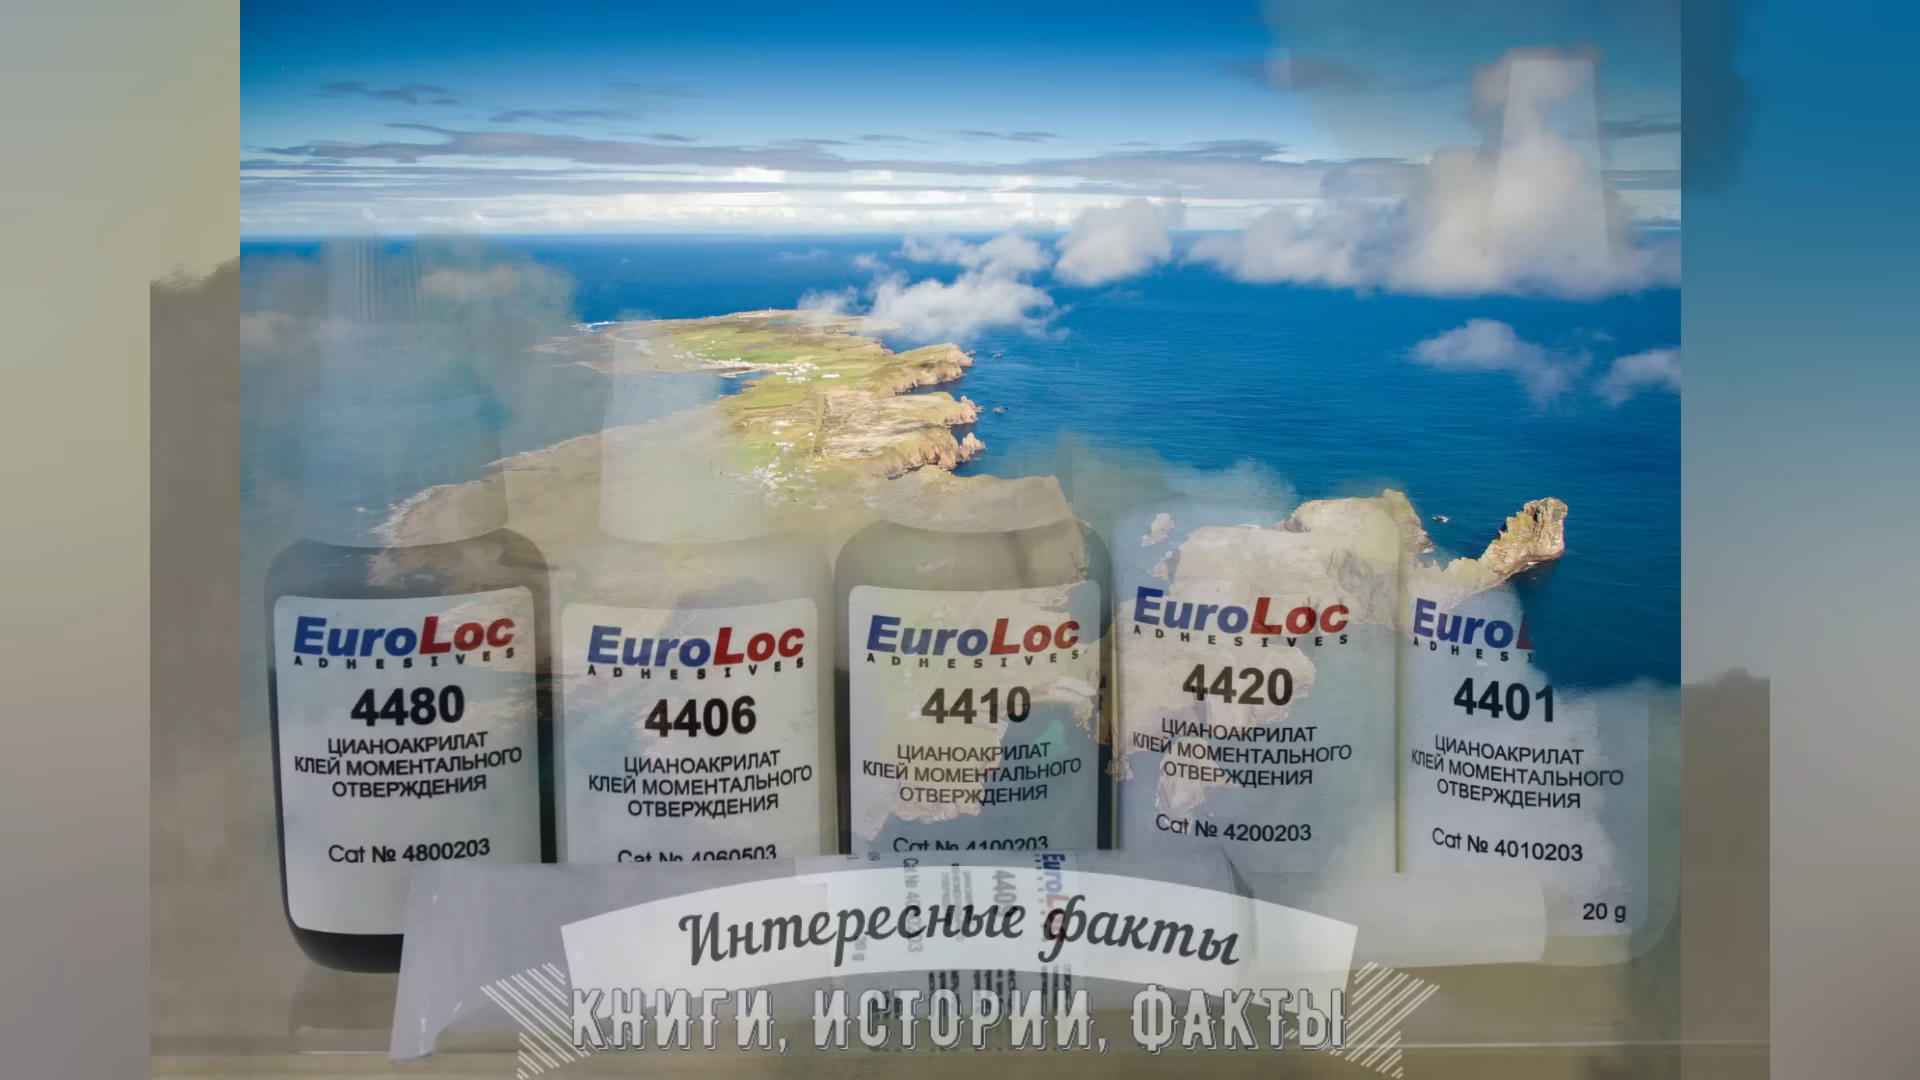 EuroLoc
ADHESIVES
4480
ЦИАНОАКРИЛАТ
КЛЕЙ МОМЕНТАЛЬНОГО
ОТВЕРЖДЕНИЯ
Cat № 4800203
EuroLoc
ADHESIVES
4406
ЦИАНОАКРИЛАТ
КЛЕЙ МОМЕНТАЛЬНОГО
ОТВЕРЖДЕНИЯ
Cat № 4060503
EuroLoc
ADHESIVES
4410
ЦИАНОАКРИЛАТ
КЛЕЙ МОМЕНТАЛЬНОГО
ОТВЕРЖДЕНИЯ
Cat № 4100203
EuroLoc
ADHESIVES
4420
ЦИАНОАКРИЛАТ
КЛЕЙ МОМЕНТАЛЬНОГО
ОТВЕРЖДЕНИЯ
Cat № 4200203
Euro
ADHESI
4401
ЦИАНОАКРИЛАТ
КЛЕЙ МОМЕНТАЛЬНОГО
ОТВЕРЖДЕНИЯ
Cat № 4010203
20 g
Интересные факты
КНИГИ, ИСТОРИИ, ФАКТЫ